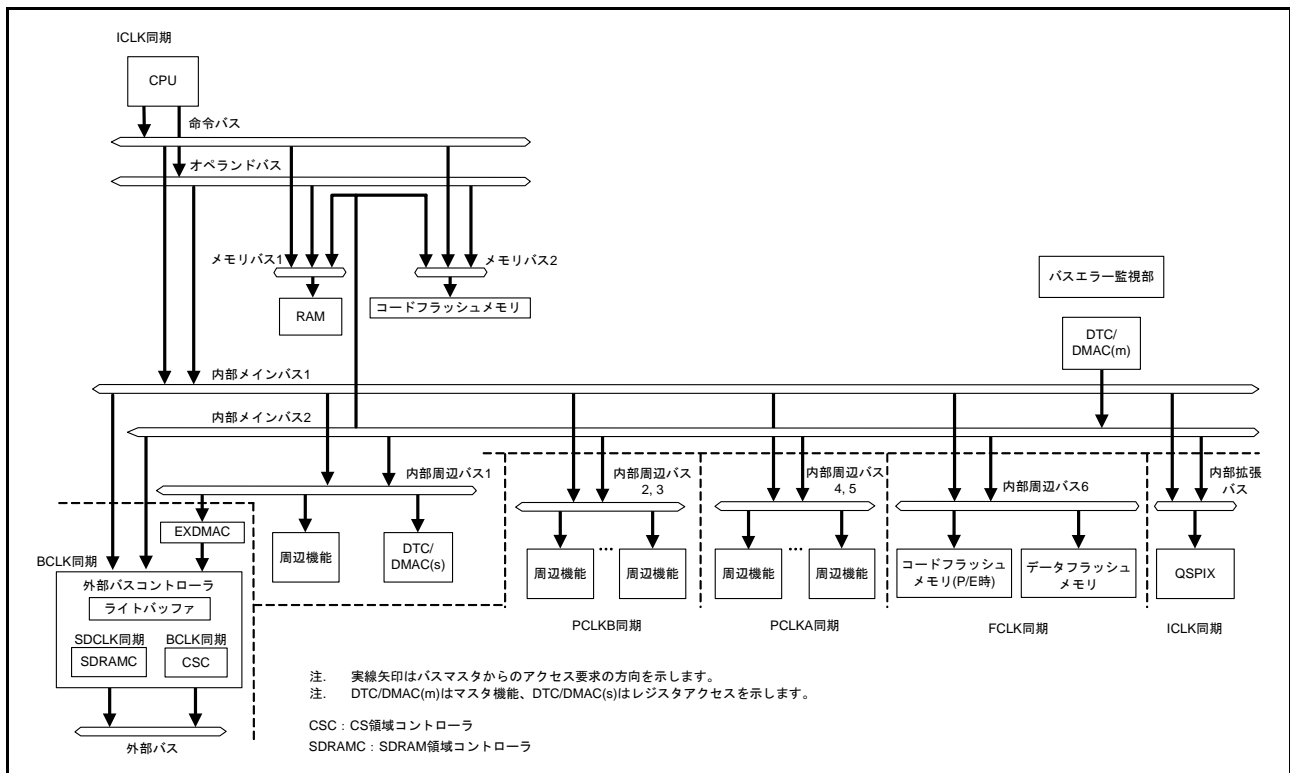 ICLK同期
CPU
命令バス
オペランドバス
メモリバス1
メモリバス2
RAM
コードフラッシュメモリ
バスエラー監視部
DTC/
DMAC(m)
内部メインバス1
内部メインバス2
内部周辺バス1
内部周辺バス
2, 3
内部周辺バス
4, 5
内部周辺バス6
内部拡張
バス
EXDMAC
周辺機能
DTC/
DMAC(s)
周辺機能
…
周辺機能
周辺機能
…
周辺機能
コードフラッシュ
メモリ(P/E時)
データフラッシュ
メモリ
QSPIX
BCLK同期
外部バスコントローラ
ライトバッファ
SDCLK同期
BCLK同期
SDRAMC
CSC
外部バス
PCLKB同期
PCLKA同期
FCLK同期
ICLK同期
注. 実線矢印はバスマスタからのアクセス要求の方向を示します。
注. DTC/DMAC(m)はマスタ機能、DTC/DMAC(s)はレジスタアクセスを示します。
CSC：CS領域コントローラ
SDRAMC：SDRAM領域コントローラ